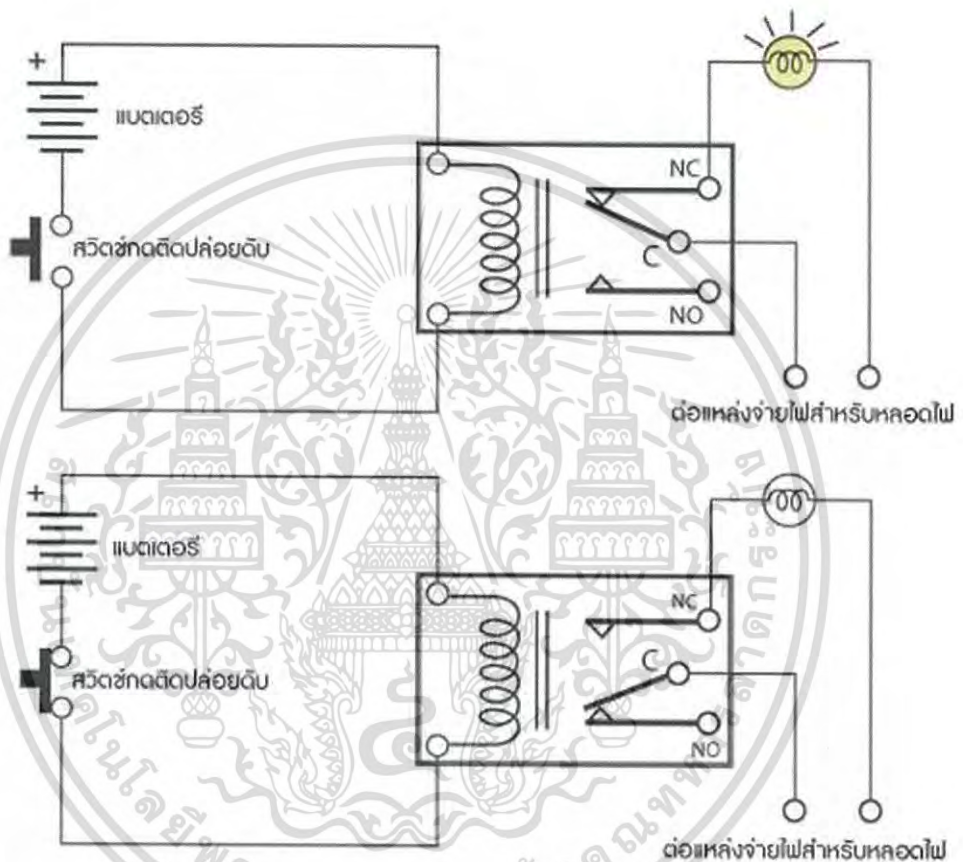 +
แบตเตอรี่
สวิตช์กดติดปล่อยดับ
NC
C
NO
ต่อแหล่งจ่ายไฟสำหรับหลอดไฟ
+
แบตเตอรี่
สวิตช์กดติดปล่อยดับ
NC
C
NO
ต่อแหล่งจ่ายไฟสำหรับหลอดไฟ